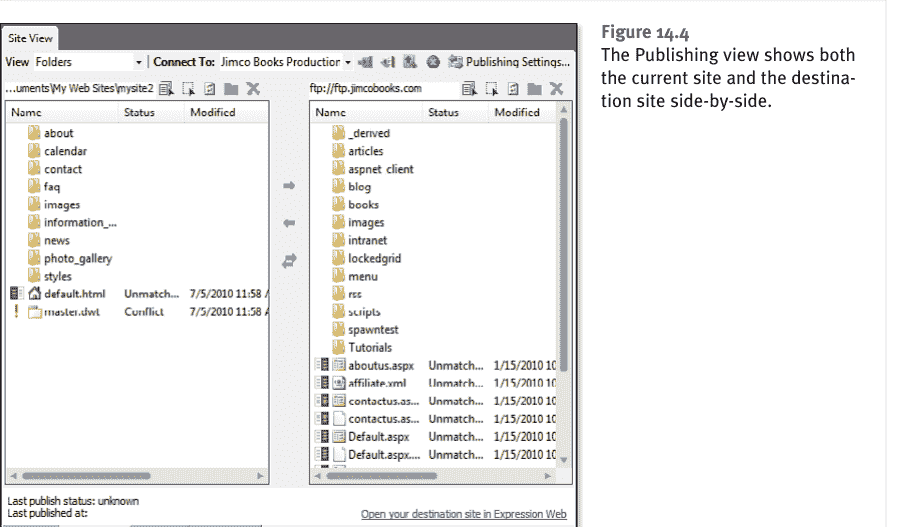 Site View
View Folders Connect To: Jimco Books Production Publishing Settings...
...uments\My Web Sites\mysite2
Name Status Modified
about
calendar
contact
faq
images
information_...
news
photo_gallery
styles
default.html Unmatch... 7/5/2010 11:58 A
master.dwt Conflict 7/5/2010 11:58 A
ftp://ftp.jimcobooks.com
Name Status Modified
_derived
articles
aspnet_client
blog
books
images
intranet
lockedgrid
menu
rss
scripts
spawntest
Tutorials
aboutus.aspx Unmatch... 1/15/2010 10
affiliate.xml Unmatch... 1/15/2010 10
contactus.as... Unmatch... 1/15/2010 10
contactus.as... Unmatch... 1/15/2010 10
Default.aspx Unmatch... 1/15/2010 10
Default.aspx.... Unmatch... 1/15/2010 10
Last publish status: unknown
Last published at:
Open your destination site in Expression Web
Figure 14.4
The Publishing view shows both
the current site and the destina-
tion site side-by-side.